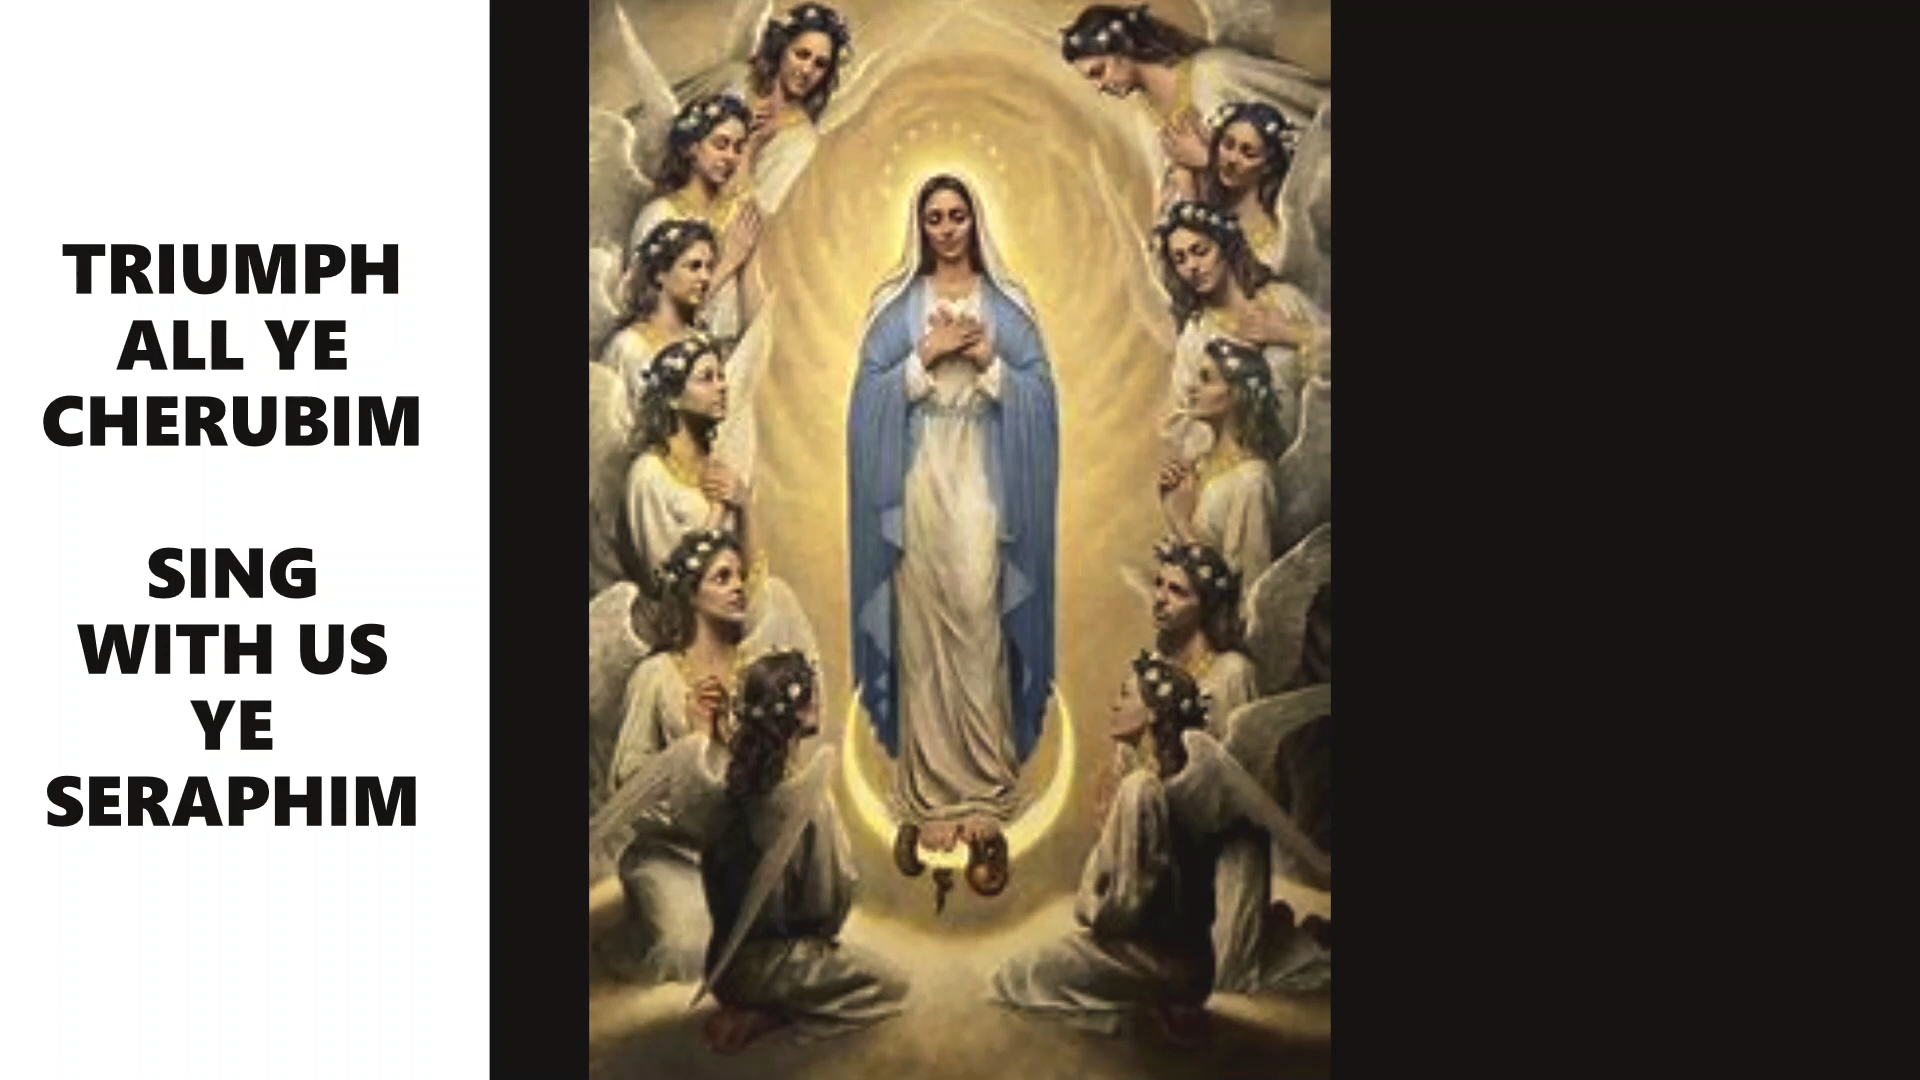 TRIUMPH
ALL YE
CHERUBIM
SING
WITH US
YE
SERAPHIM